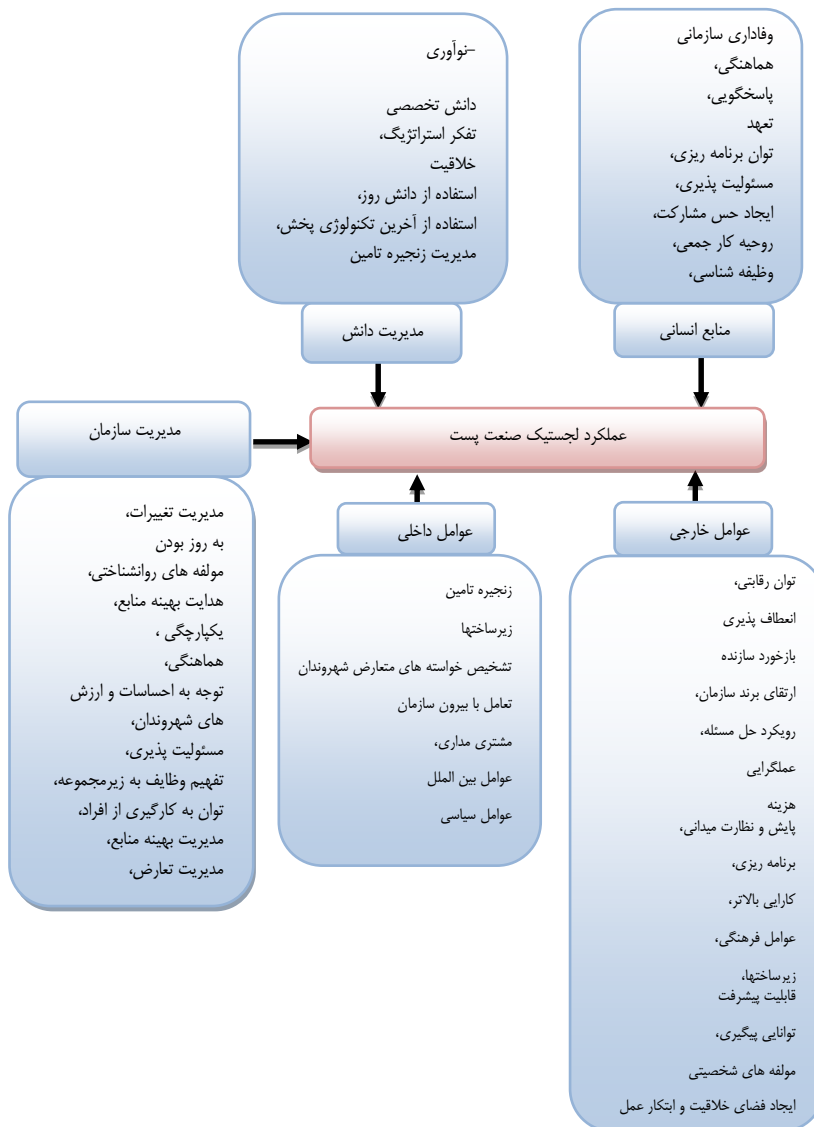 وفاداری سازمانی
هماهنگی،
پاسخگویی،
تعهد
توان برنامه ریزی،
مسئولیت پذیری،
ایجاد حس مشارکت،
روحیه کار جمعی،
وظیفه شناسی،
منابع انسانی
-نوآوری
دانش تخصصی
تفکر استراتژیگ،
خلاقیت
استفاده از دانش روز،
استفاده از آخرین تکنولوژی پخش،
مدیریت زنجیره تامین
مدیریت دانش
عملکرد لجستیک صنعت پست
مدیریت سازمان
مدیریت تغییرات،
به روز بودن
مولفه های روانشناختی،
هدایت بهینه منابع،
یکپارچگی ،
هماهنگی،
توجه به احساسات و ارزش
های شهروندان،
مسئولیت پذیری،
تفهیم وظایف به زیرمجموعه،
توان به کارگیری از افراد،
مدیریت بهینه منابع،
مدیریت تعارض،
عوامل خارجی
توان رقابتی،
انعطاف پذیری
بازخورد سازنده
ارتقای برند سازمان،
رویکرد حل مسئله،
عملگرایی
هزینه
پایش و نظارت میدانی،
برنامه ریزی،
کارایی بالاتر،
عوامل فرهنگی،
زیرساختها،
قابلیت پیشرفت
توانایی پیگیری،
مولفه های شخصیتی
ایجاد فضای خلاقیت و ابتکار عمل
عوامل داخلی
زنجیره تامین
زیرساختها
تشخیص خواسته های متعارض شهروندان
تعامل با بیرون سازمان
مشتری مداری،
عوامل بین الملل
عوامل سیاسی